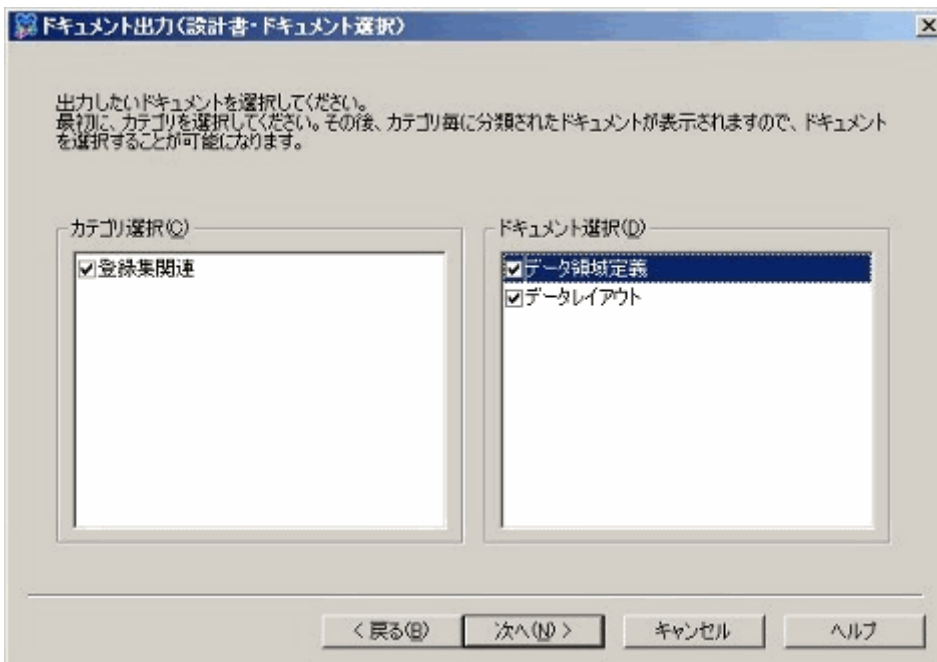 ドキュメント出力(設計書・ドキュメント選択)
出力したいドキュメントを選択してください。
最初に、カテゴリを選択してください。その後、カテゴリ毎に分類されたドキュメントが表示されますので、ドキュメント
を選択することが可能になります。
カテゴリ選択(C)
登録集関連
ドキュメント選択(D)
データ領域定義
データレイアウト
< 戻る(B)
次へ(N) >
キャンセル
ヘルプ